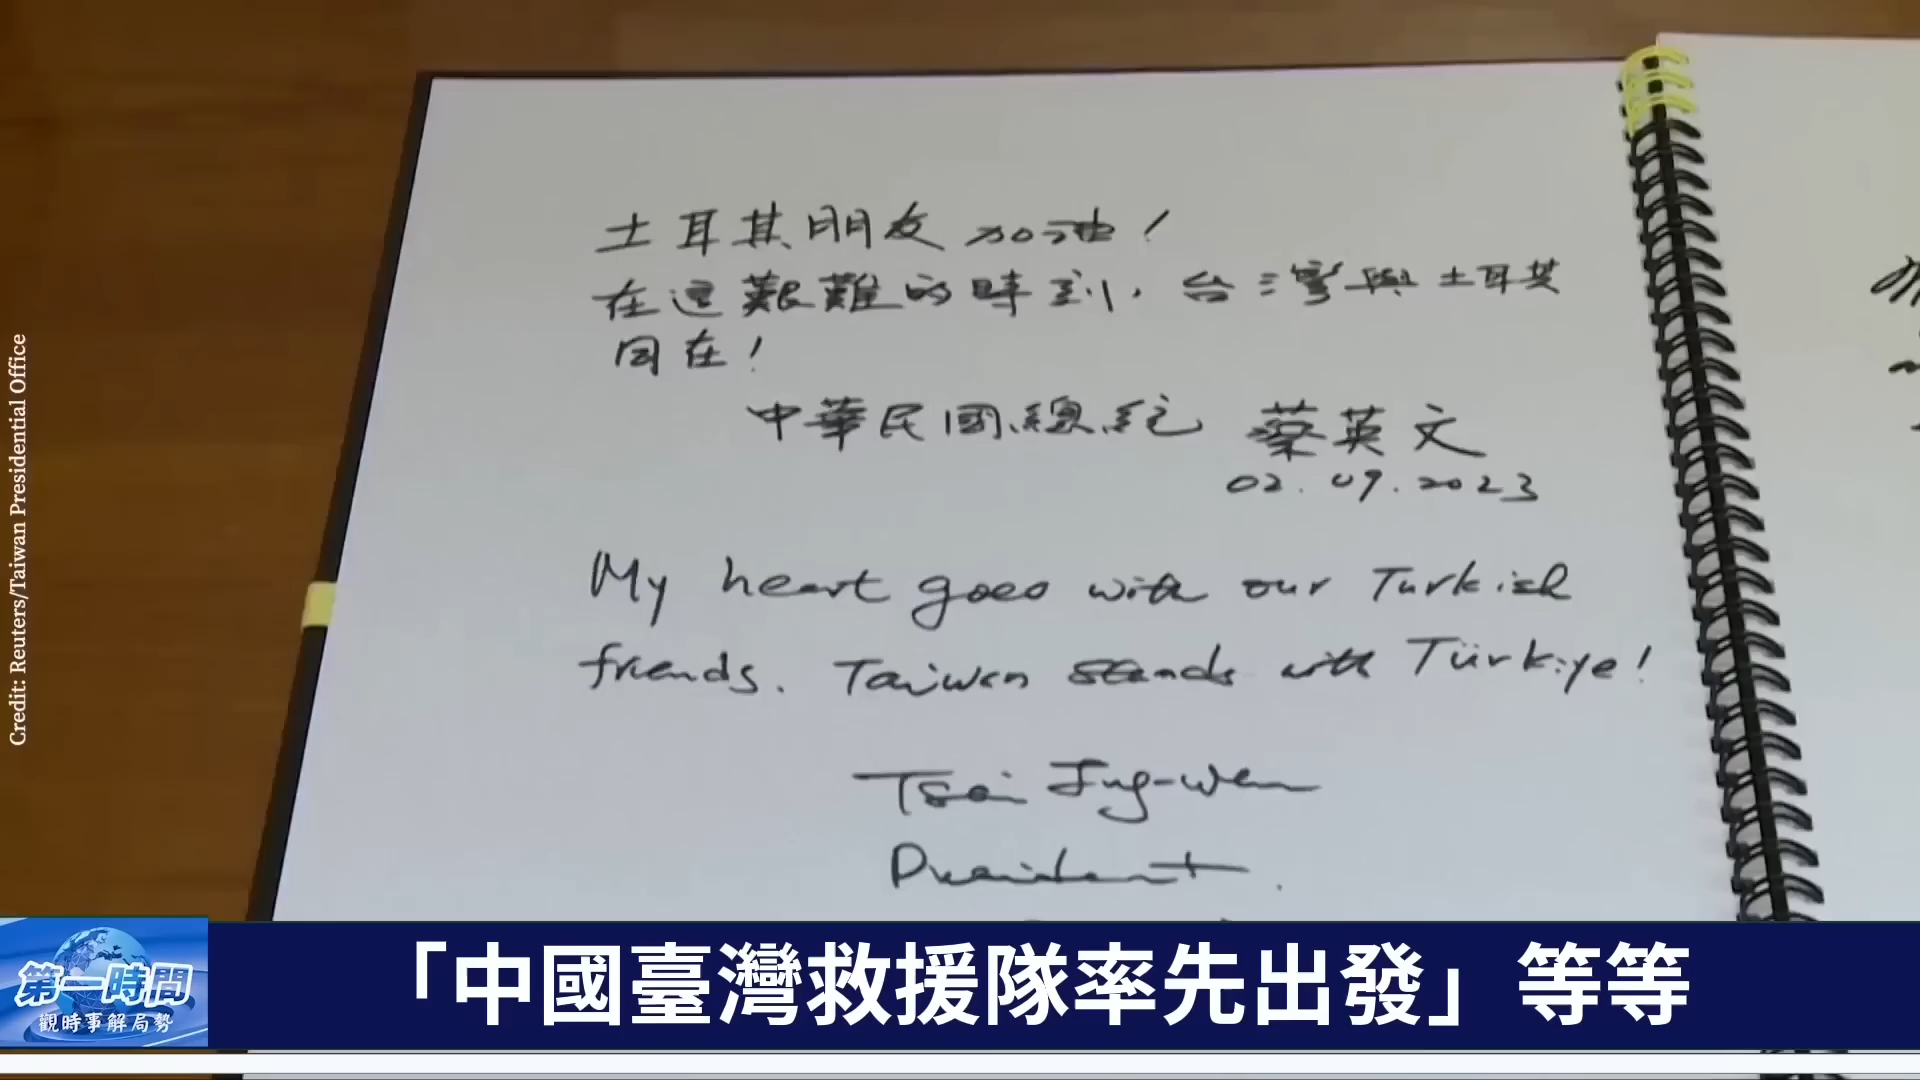 土耳其朋友加油！
在這艱難的時刻，台灣與土耳其
同在！
中華民國總統 蔡英文
02.09.2023
My heart goes with our Turkish
friends. Taiwan stands with Türkiye!
Tsai Ing-wen
President
Credit: Reuters/Taiwan Presidential Office
「中國臺灣救援隊率先出發」等等
第一時間
觀時事解局勢